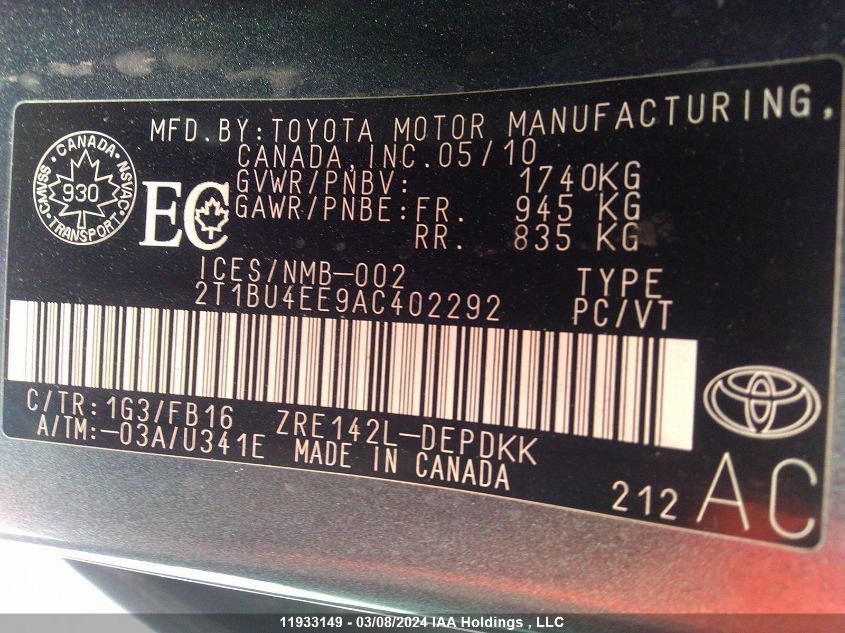 MFD.BY:TOYOTA MOTOR MANUFACTURING,
CANADA,INC.05/10
GVWR/PNBV: 1740KG
GAWR/PNBE:FR. 945 KG
RR. 835 KG
CANADA
CMVSS 930 NSVAC
TRANSPORT
EC
ICES/NMB-002
2T1BU4EE9AC402292
TYPE
PC/VT
C/TR:1G3/FB16 ZRE142L-DEPDKK
A/TM:-03A/U341E MADE IN CANADA
212 AC
11933149 - 03/08/2024 IAA Holdings , LLC